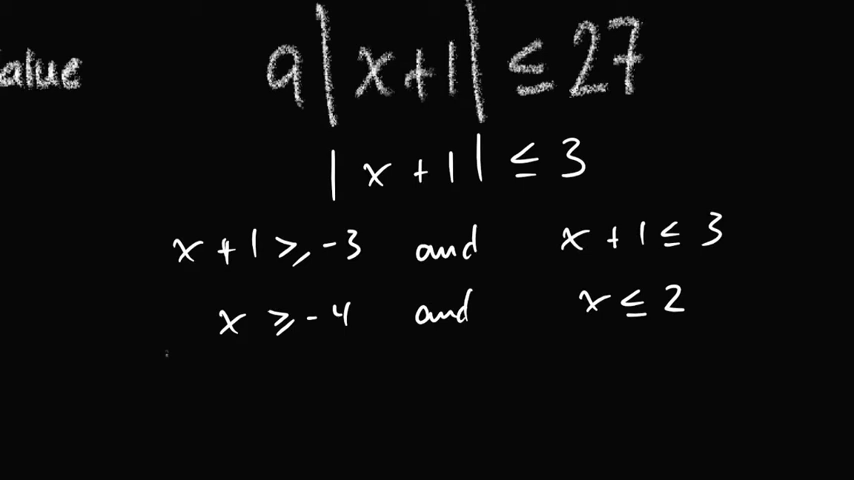 alue 9|x+1| ≤ 27
|x+1| ≤ 3
x+1 ≥ -3 and x+1 ≤ 3
x ≥ -4 and x ≤ 2